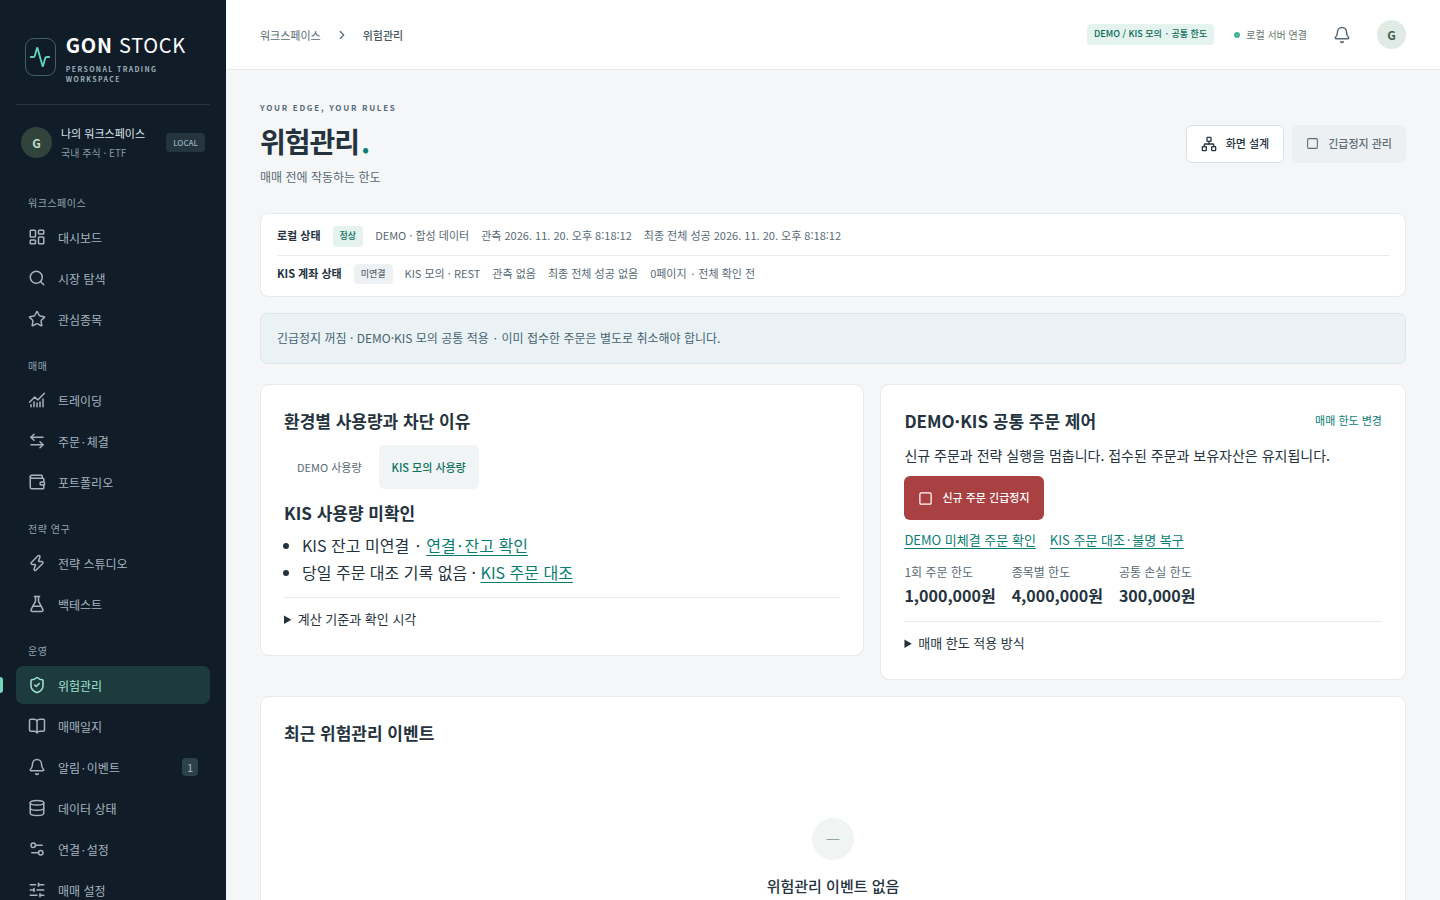 GON STOCK
PERSONAL TRADING
WORKSPACE
G
나의 워크스페이스
국내 주식 · ETF
LOCAL
워크스페이스
대시보드
시장 탐색
관심종목
매매
트레이딩
주문·체결
포트폴리오
전략 연구
전략 스튜디오
백테스트
운영
위험관리
매매일지
알림·이벤트
1
데이터 상태
연결·설정
매매 설정
워크스페이스 > 위험관리
DEMO / KIS 모의 · 공통 한도
로컬 서버 연결
G
YOUR EDGE, YOUR RULES
위험관리.
매매 전에 작동하는 한도
화면 설계
긴급정지 관리
로컬 상태 정상 DEMO · 합성 데이터 관측 2026. 11. 20. 오후 8:18:12 최종 전체 성공 2026. 11. 20. 오후 8:18:12
KIS 계좌 상태 미연결 KIS 모의 · REST 관측 없음 최종 전체 성공 없음 0페이지 · 전체 확인 전
긴급정지 꺼짐 · DEMO·KIS 모의 공통 적용 · 이미 접수한 주문은 별도로 취소해야 합니다.
환경별 사용량과 차단 이유
DEMO 사용량
KIS 모의 사용량
KIS 사용량 미확인
KIS 잔고 미연결 · 연결·잔고 확인
당일 주문 대조 기록 없음 · KIS 주문 대조
계산 기준과 확인 시각
DEMO·KIS 공통 주문 제어
매매 한도 변경
신규 주문과 전략 실행을 멈춥니다. 접수된 주문과 보유자산은 유지됩니다.
신규 주문 긴급정지
DEMO 미체결 주문 확인
KIS 주문 대조·불명 복구
1회 주문 한도
1,000,000원
종목별 한도
4,000,000원
공통 손실 한도
300,000원
매매 한도 적용 방식
최근 위험관리 이벤트
위험관리 이벤트 없음